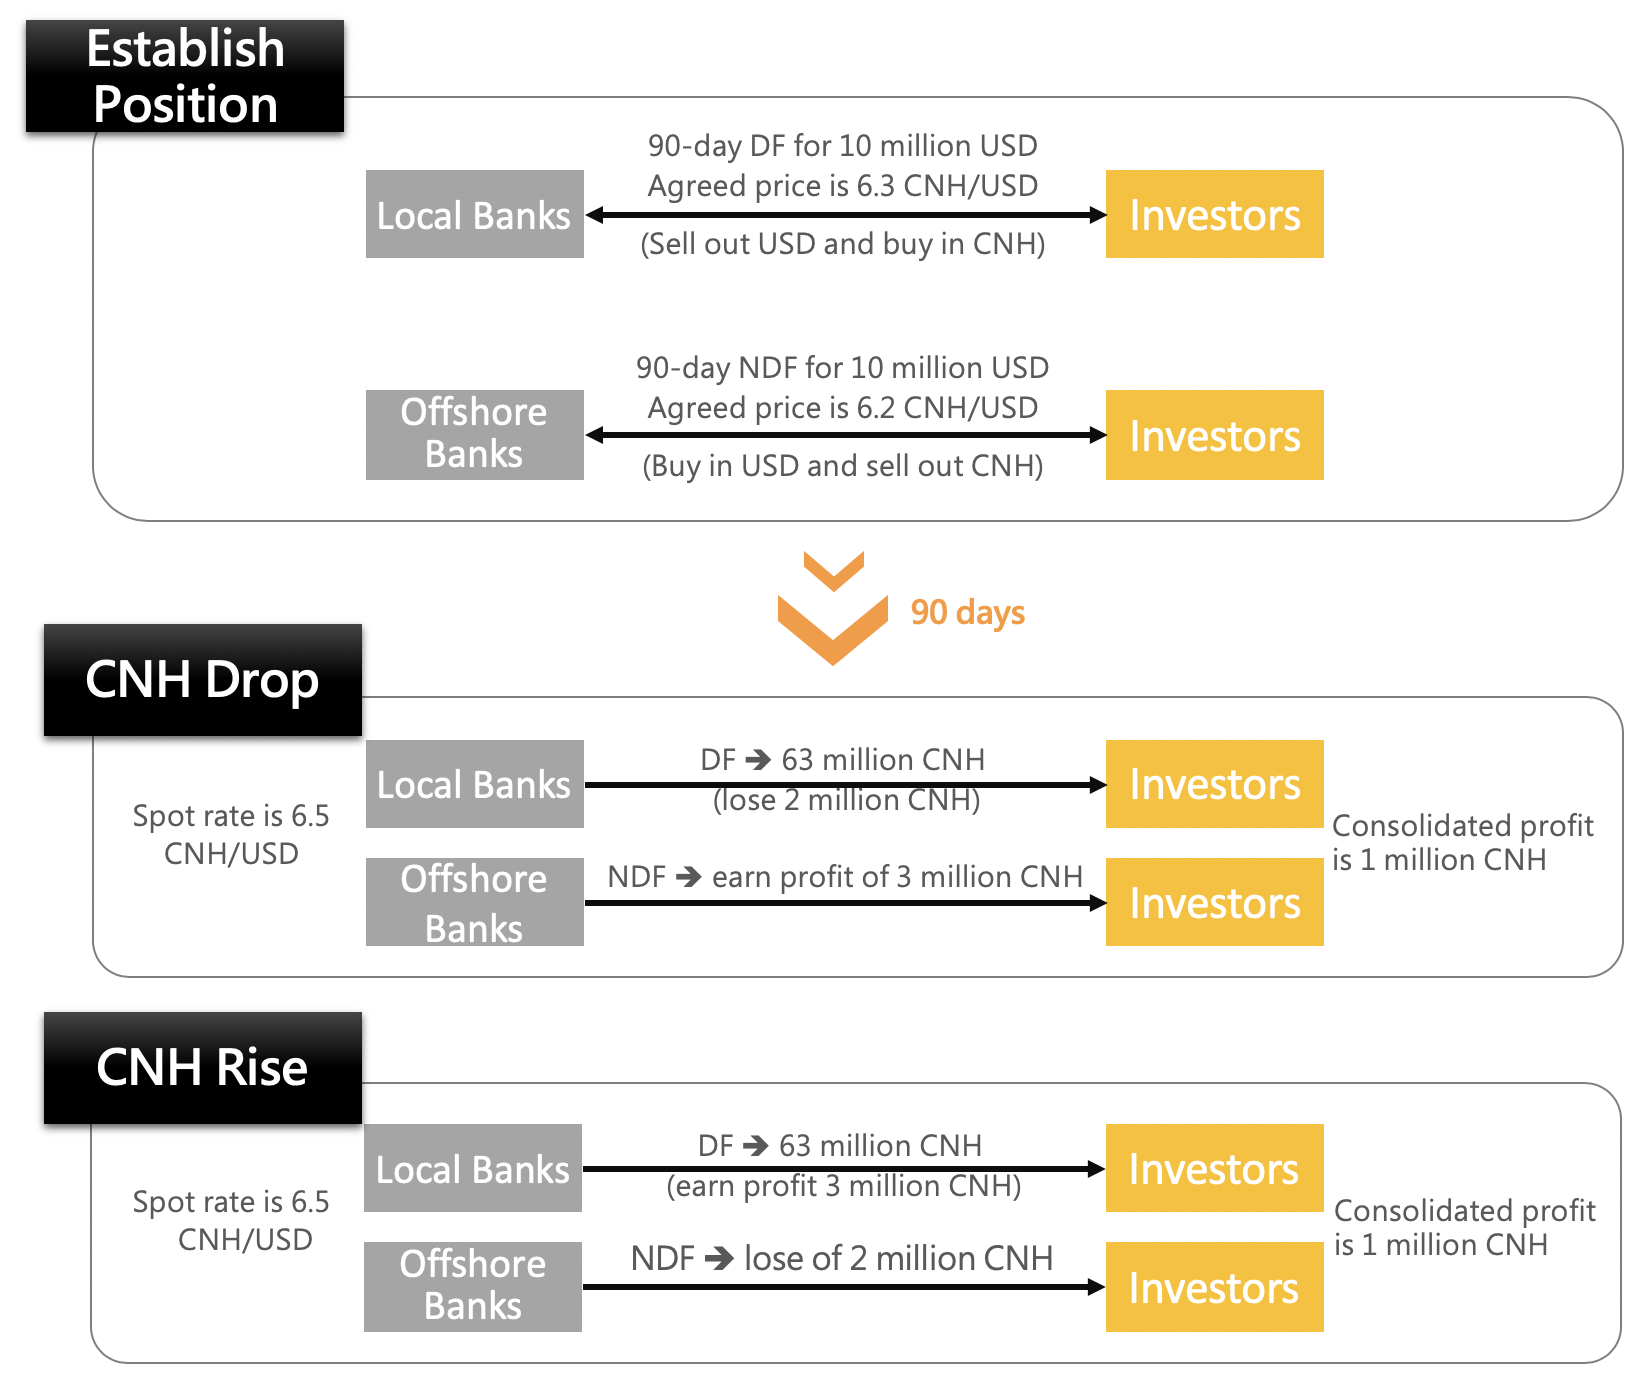 Establish
Position
90-day DF for 10 million USD
Agreed price is 6.3 CNH/USD
Local Banks
Investors
(Sell out USD and buy in CNH)
90-day NDF for 10 million USD
Agreed price is 6.2 CNH/USD
Offshore
Banks
Investors
(Buy in USD and sell out CNH)
90 days
CNH Drop
Spot rate is 6.5
CNH/USD
Local Banks
DF ➔ 63 million CNH
(lose 2 million CNH)
Investors
Offshore
Banks
NDF ➔ earn profit of 3 million CNH
Investors
Consolidated profit
is 1 million CNH
CNH Rise
Spot rate is 6.5
CNH/USD
Local Banks
DF ➔ 63 million CNH
(earn profit 3 million CNH)
Investors
Offshore
Banks
NDF ➔ lose of 2 million CNH
Investors
Consolidated profit
is 1 million CNH